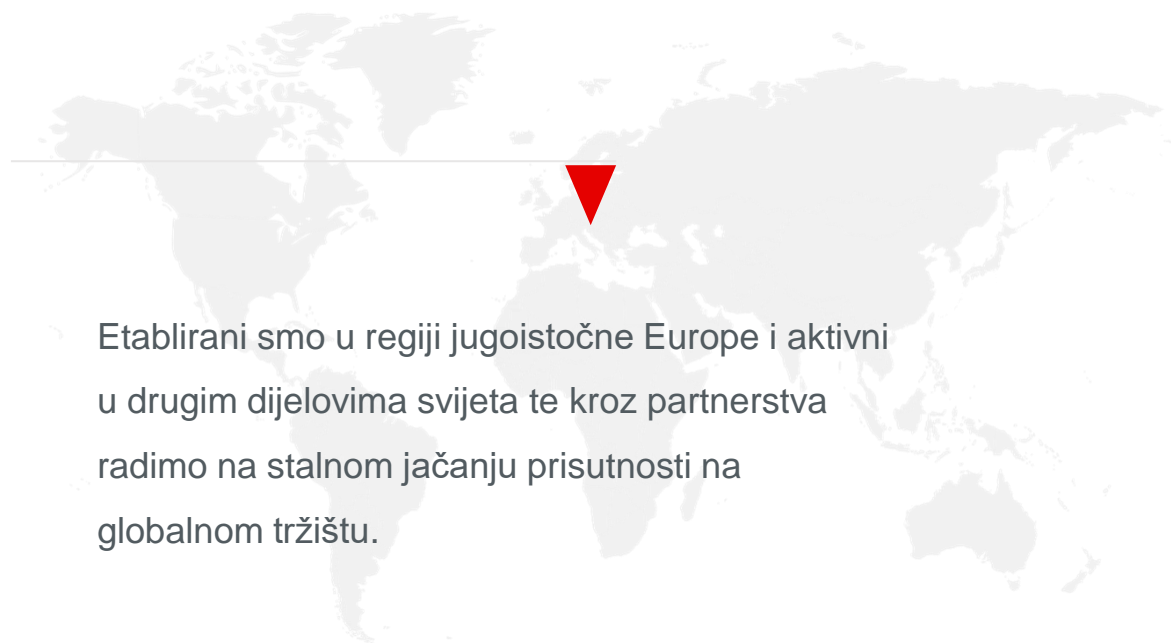 Etablirani smo u regiji jugoistočne Europe i aktivni
u drugim dijelovima svijeta te kroz partnerstva
radimo na stalnom jačanju prisutnosti na
globalnom tržištu.